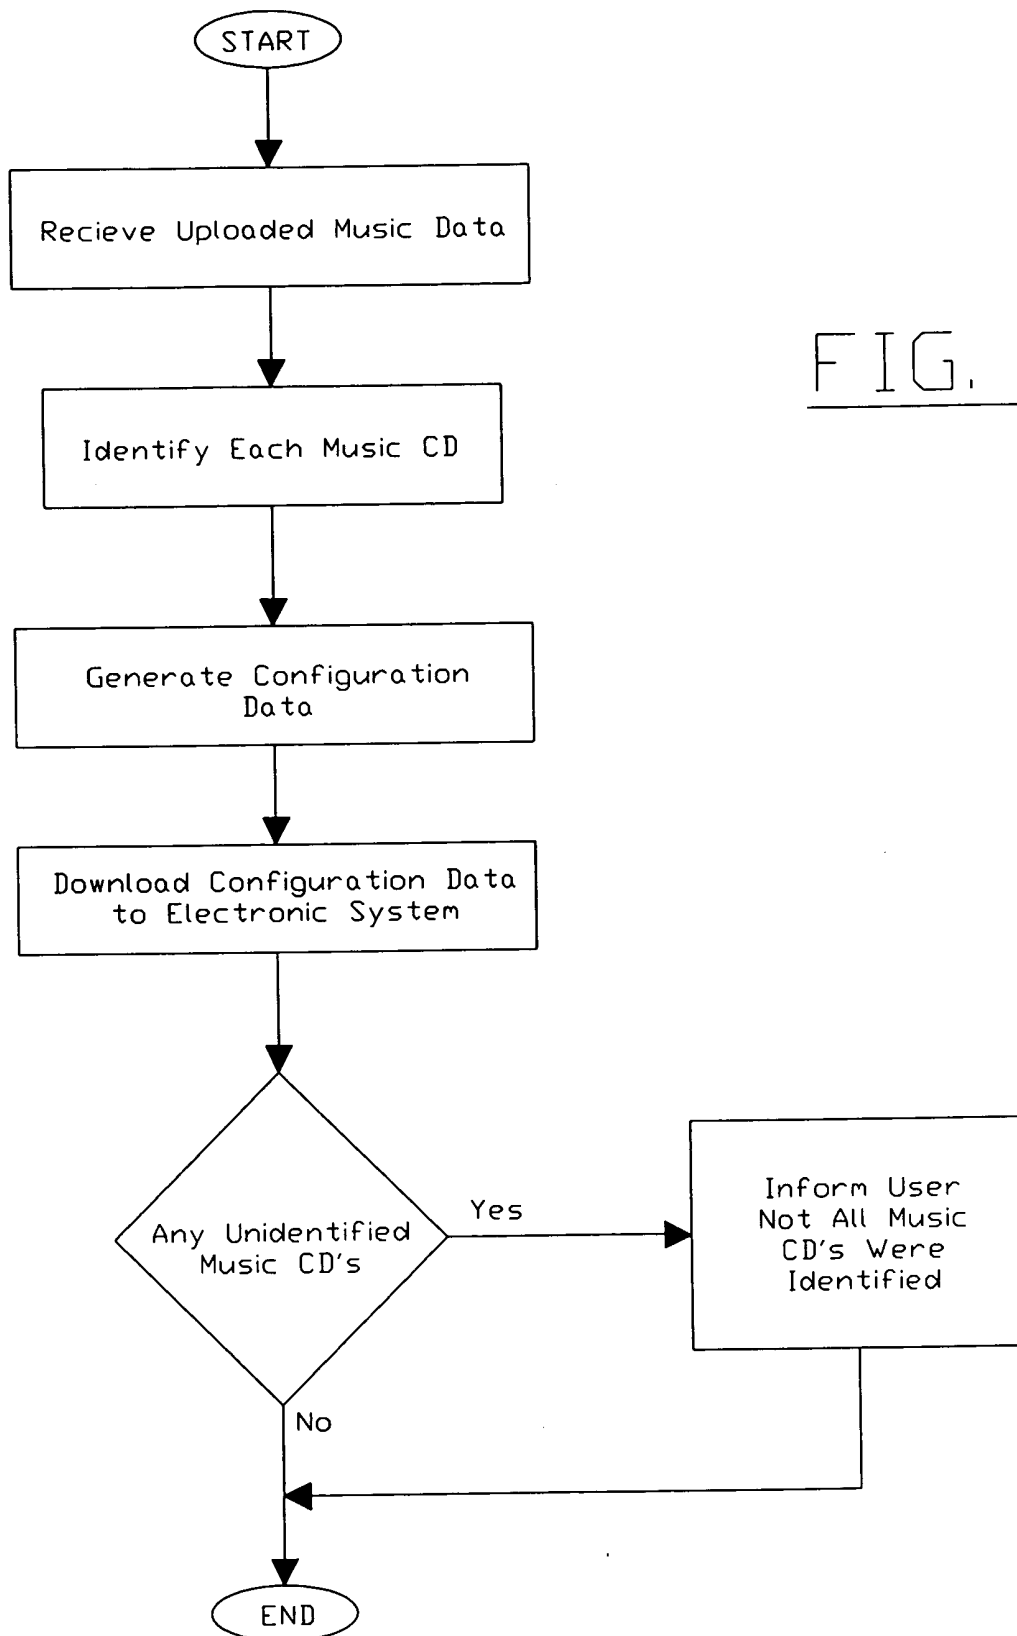 START
Recieve Uploaded Music Data
FIG.
Identify Each Music CD
Generate Configuration
Data
Download Configuration Data
to Electronic System
Any Unidentified
Music CD's
Yes
Inform User
Not All Music
CD's Were
Identified
No
END